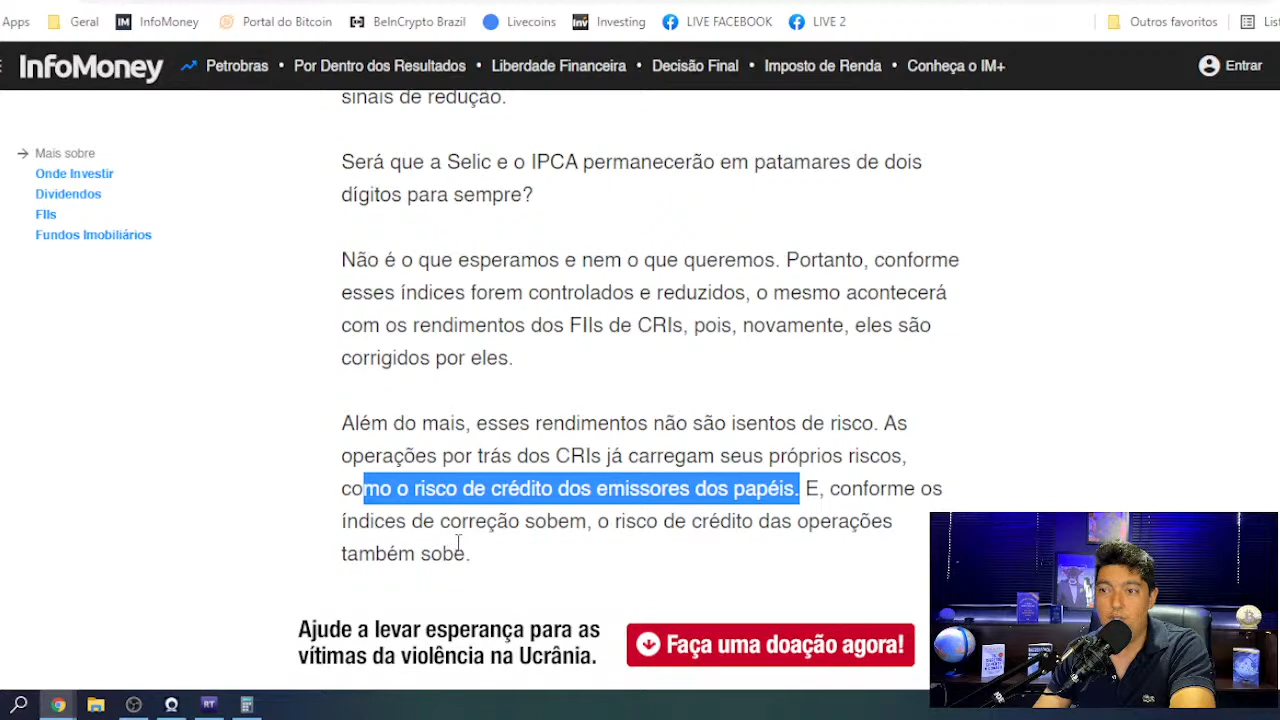 Apps Geral InfoMoney Portal do Bitcoin BeInCrypto Brazil Livecoins Investing LIVE FACEBOOK LIVE 2 Outros favoritos
InfoMoney Petrobras • Por Dentro dos Resultados • Liberdade Financeira • Decisão Final • Imposto de Renda • Conheça o IM+ Entrar
sinais de redução.
Mais sobre
Onde Investir
Dividendos
FIIs
Fundos Imobiliários
Será que a Selic e o IPCA permanecerão em patamares de dois
dígitos para sempre?
Não é o que esperamos e nem o que queremos. Portanto, conforme
esses índices forem controlados e reduzidos, o mesmo acontecerá
com os rendimentos dos FIIs de CRIs, pois, novamente, eles são
corrigidos por eles.
Além do mais, esses rendimentos não são isentos de risco. As
operações por trás dos CRIs já carregam seus próprios riscos,
como o risco de crédito dos emissores dos papéis. E, conforme os
índices de correção sobem, o risco de crédito das operações
também sobe.
Ajude a levar esperança para as
vítimas da violência na Ucrânia.
Faça uma doação agora!
RT